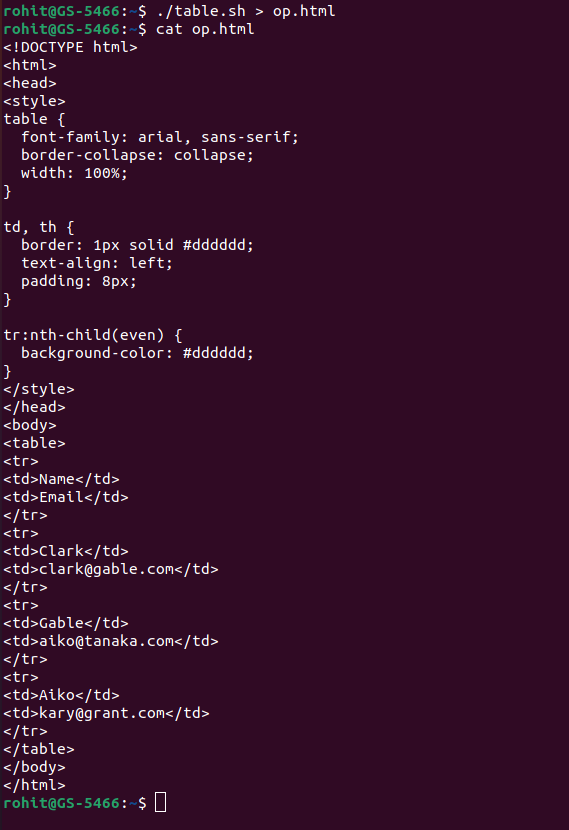 rohit@GS-5466:~$ ./table.sh > op.html
rohit@GS-5466:~$ cat op.html
<!DOCTYPE html>
<html>
<head>
<style>
table {
  font-family: arial, sans-serif;
  border-collapse: collapse;
  width: 100%;
}

td, th {
  border: 1px solid #dddddd;
  text-align: left;
  padding: 8px;
}

tr:nth-child(even) {
  background-color: #dddddd;
}
</style>
</head>
<body>
<table>
<tr>
<td>Name</td>
<td>Email</td>
</tr>
<tr>
<td>Clark</td>
<td>clark@gable.com</td>
</tr>
<tr>
<td>Gable</td>
<td>aiko@tanaka.com</td>
</tr>
<tr>
<td>Aiko</td>
<td>kary@grant.com</td>
</tr>
</table>
</body>
</html>
rohit@GS-5466:~$